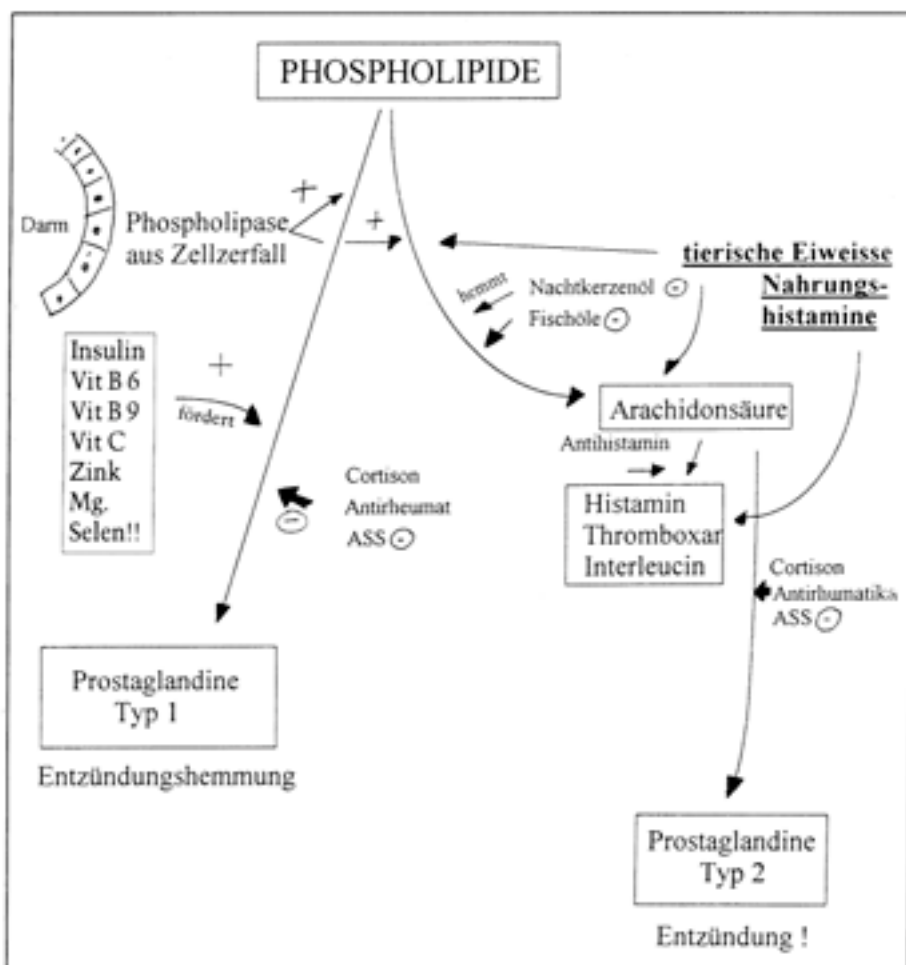 PHOSPHOLIPIDE
+
+
Darm
Phospholipase
aus Zellzerfall
tierische Eiweisse
Nahrungs-
histamine
hemmt
Nachtkerzenöl -
Fischöle -
Insulin
Vit B 6
Vit B 9
Vit C
Zink
Mg.
Selen!!
+
fördert
Arachidonsäure
Antihistamin
Cortison
Antirheumat
ASS -
-
Histamin
Thromboxar
Interleucin
Cortison
Antirhumatika
ASS -
Prostaglandine
Typ 1
Entzündungshemmung
Prostaglandine
Typ 2
Entzündung !